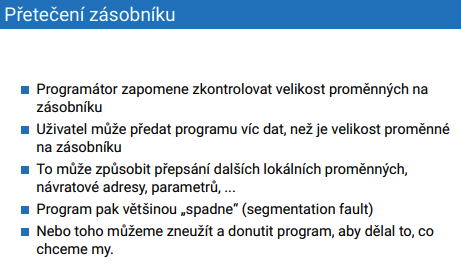 Přetečení zásobníku
Programátor zapomene zkontrolovat velikost proměnných na
zásobníku
Uživatel může předat programu víc dat, než je velikost proměnné
na zásobníku
To může způsobit přepsání dalších lokálních proměnných,
návratové adresy, parametrů, ...
Program pak většinou „spadne“ (segmentation fault)
Nebo toho můžeme zneužít a donutit program, aby dělal to, co
chceme my.